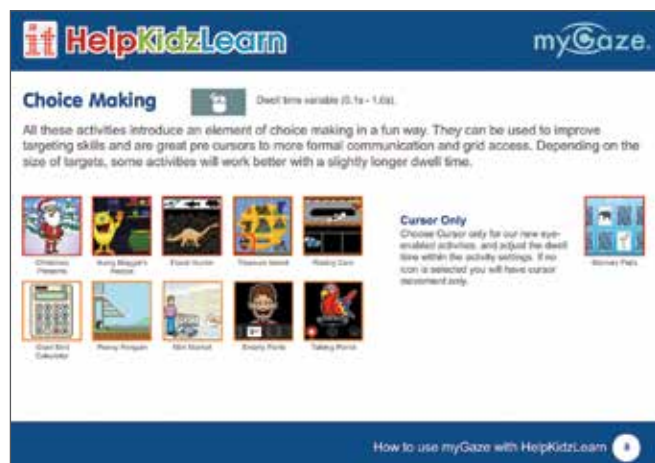 it HelpKidzLearn
myGaze.
Choice Making
Dwell time variable (0.1s - 1.6s).
All these activities introduce an element of choice making in a fun way. They can be used to improve
targeting skills and are great pre cursors to more formal communication and grid access. Depending on the
size of targets, some activities will work better with a slightly longer dwell time.
Christmas
Presents
Fossil Hunter
Treasure Island
Racing Cars
Cursor Only
Choose Cursor only for our new eye-
enabled activities, and adjust the dwell
time within the activity settings. If no
icon is selected you will have cursor
movement only.
Memory Pairs
Giant Bird
Calculator
Penny Penguin
Mini Market
Talking Parrot
How to use myGaze with HelpKidzLearn